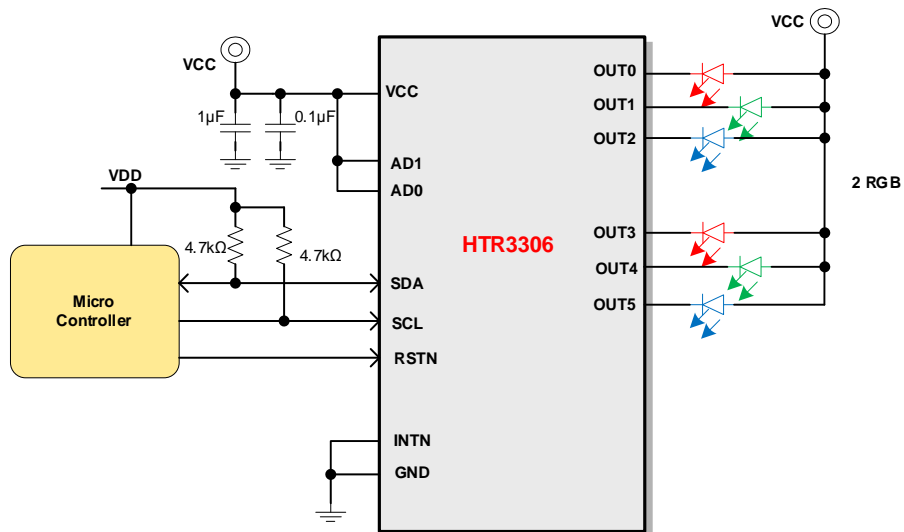 VCC
1µF
0.1µF
VDD
4.7kΩ
4.7kΩ
Micro
Controller
VCC
AD1
AD0
SDA
SCL
RSTN
INTN
GND
HTR3306
OUT0
OUT1
OUT2
OUT3
OUT4
OUT5
VCC
2 RGB